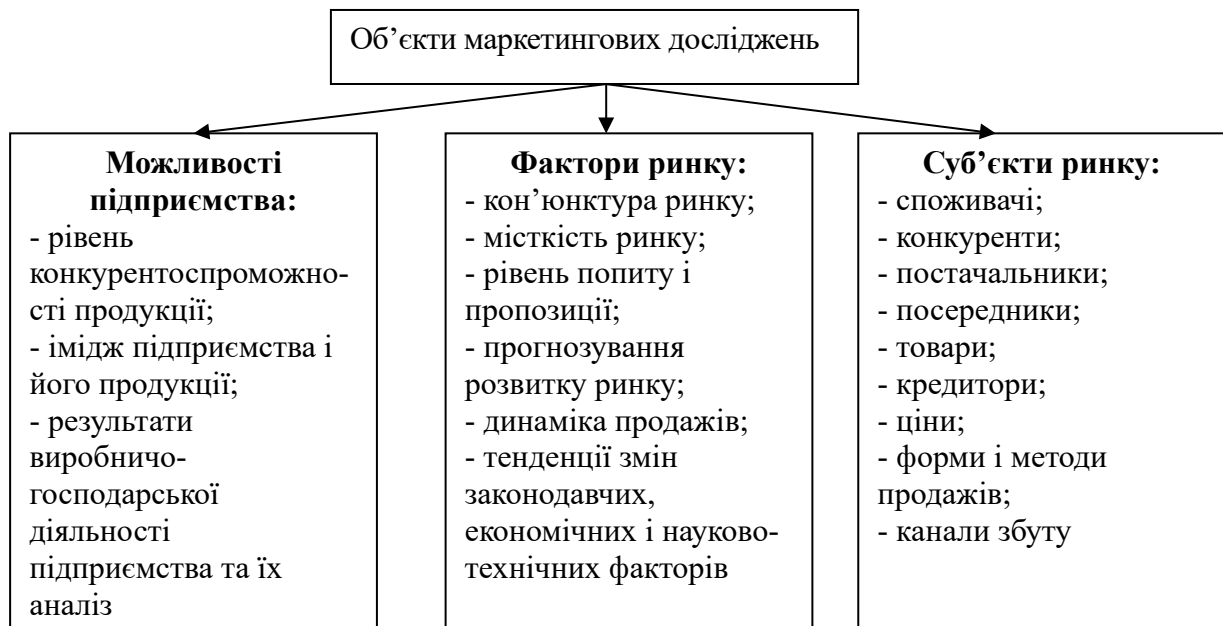 Об’єкти маркетингових досліджень
Можливості
підприємства:
- рівень
конкурентоспроможно-
сті продукції;
- імідж підприємства і
його продукції;
- результати
виробничо-
господарської
діяльності
підприємства та їх
аналіз
Фактори ринку:
- кон’юнктура ринку;
- місткість ринку;
- рівень попиту і
пропозиції;
- прогнозування
розвитку ринку;
- динаміка продажів;
- тенденції змін
законодавчих,
економічних і науково-
технічних факторів
Суб’єкти ринку:
- споживачі;
- конкуренти;
- постачальники;
- посередники;
- товари;
- кредитори;
- ціни;
- форми і методи
продажів;
- канали збуту